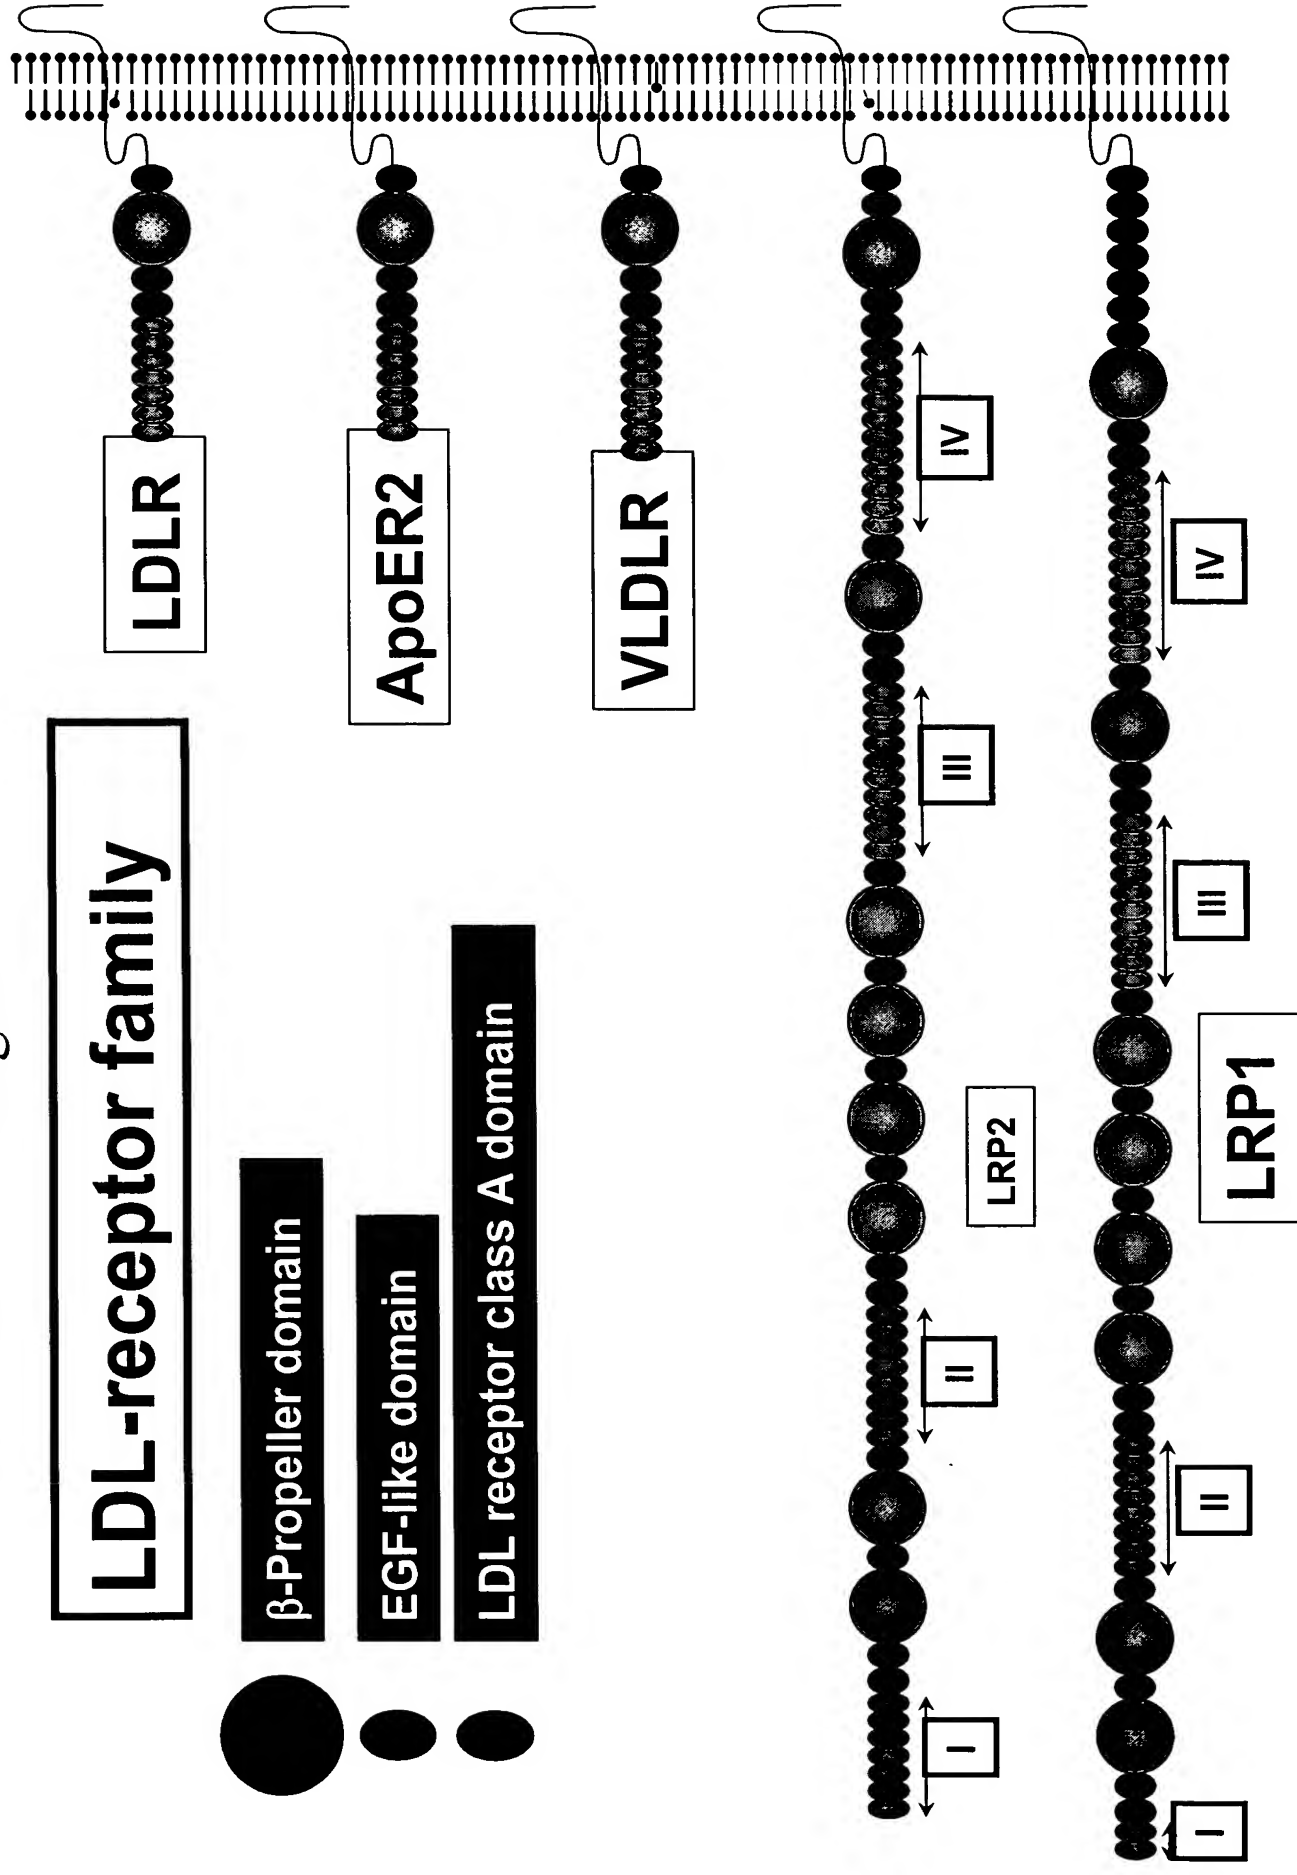 LDL-receptor family
β-Propeller domain
EGF-like domain
LDL receptor class A domain
LDLR
ApoER2
VLDLR
I
II
III
IV
LRP2
I
II
III
IV
LRP1